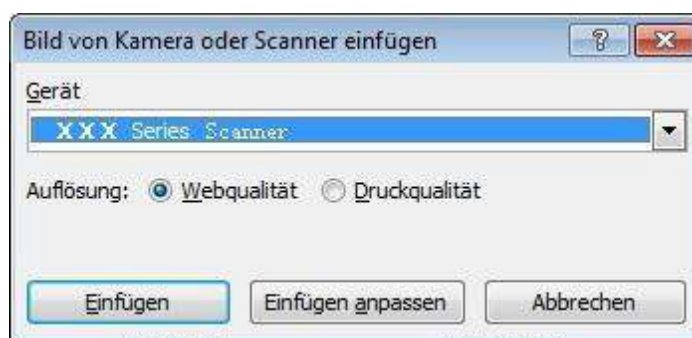 Bild von Kamera oder Scanner einfügen
Gerät
XXX Series Scanner
Auflösung: Webqualität Druckqualität
Einfügen Einfügen anpassen Abbrechen